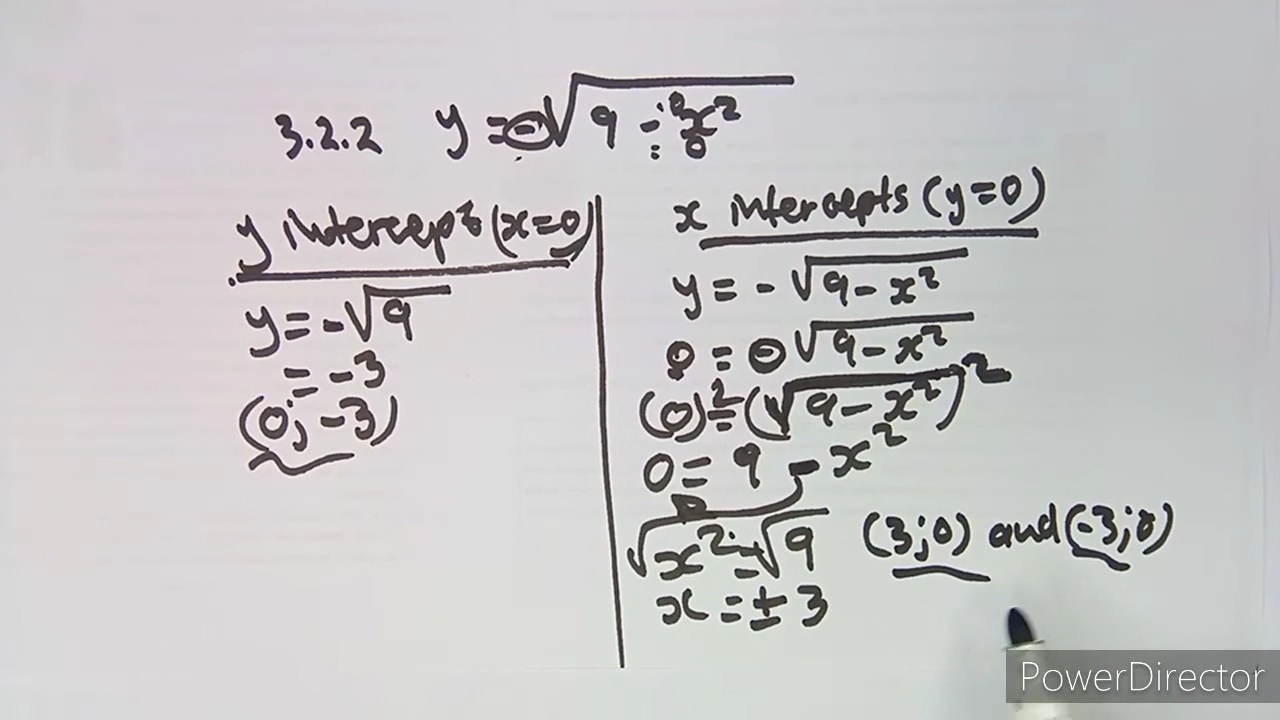 3.2.2 y = -√9 - x²
y intercept (x=0)
y = -√9
= -3
(0; -3)
x intercepts (y=0)
y = -√9 - x²
0 = -√9 - x²
(0)² = (√9 - x²)²
0 = 9 - x²
√x² = √9
x = ± 3
(3;0) and (-3;0)
PowerDirector